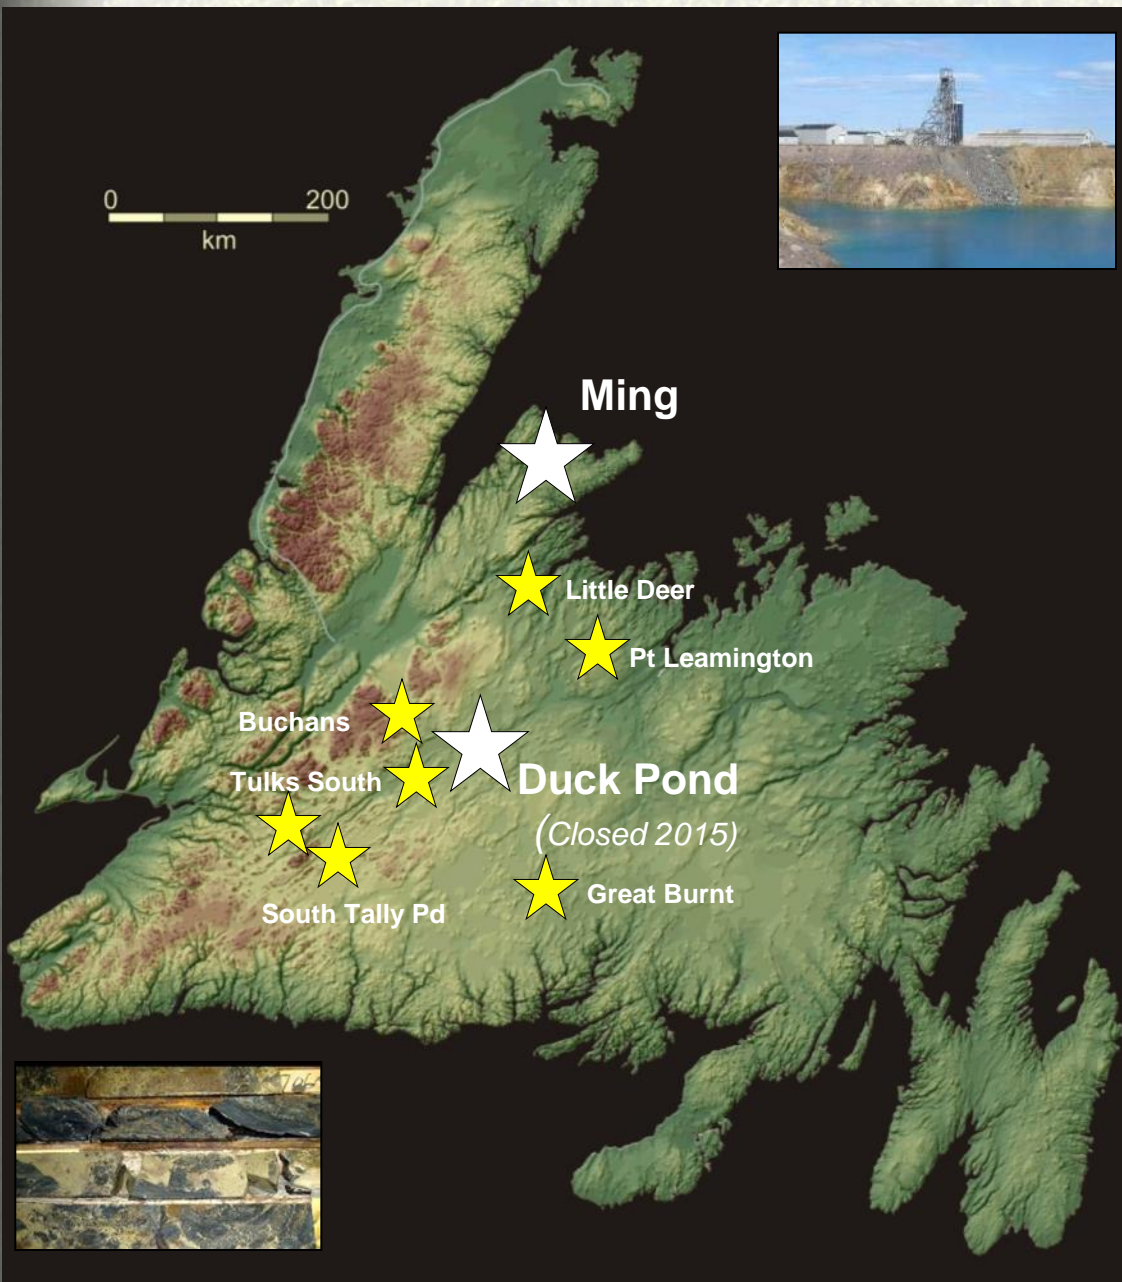 0 200
km
Ming
Little Deer
Pt Leamington
Buchans
Tulks South
Duck Pond
(Closed 2015)
Great Burnt
South Tally Pd